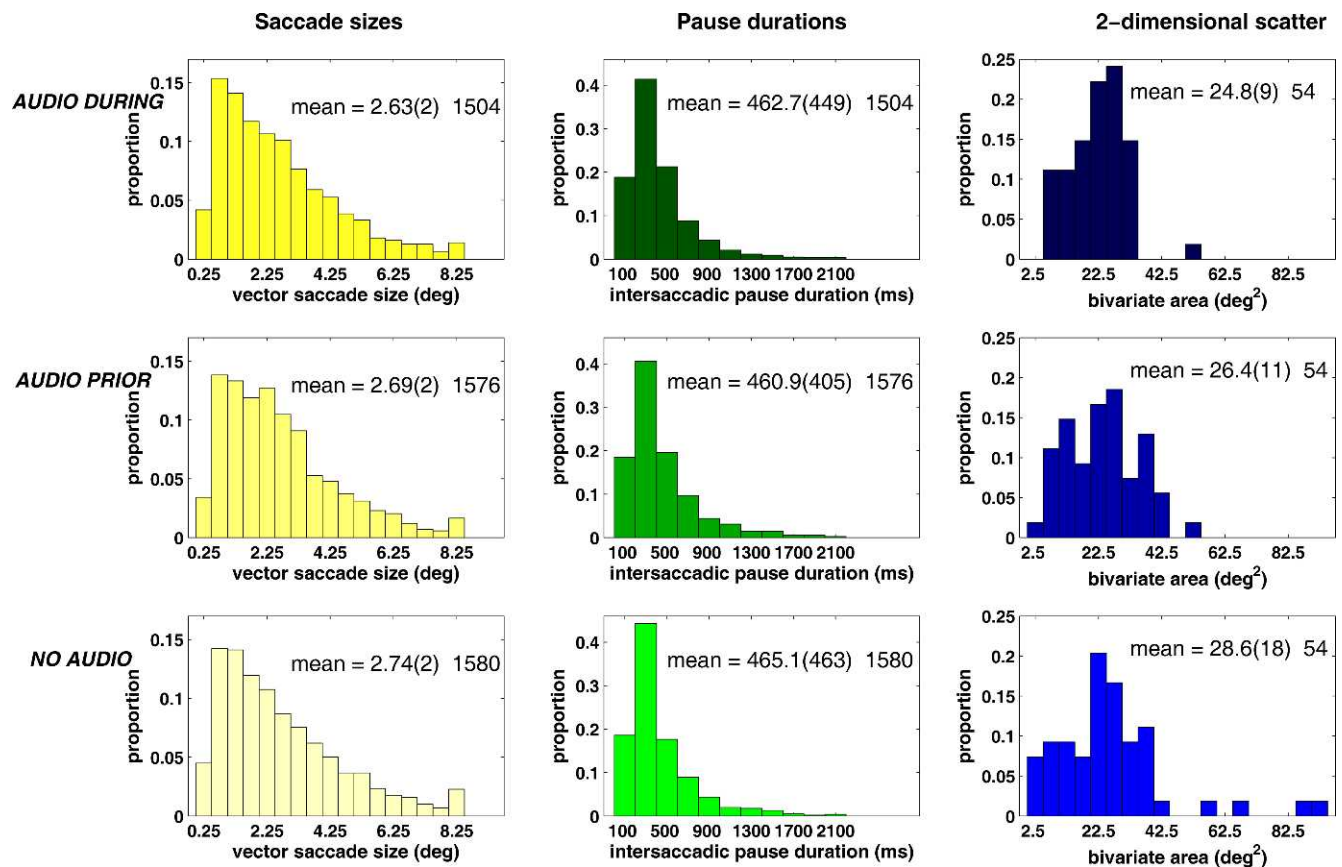 Saccade sizes
Pause durations
2−dimensional scatter
AUDIO DURING
proportion
0.15
0.1
0.05
0
mean = 2.63(2) 1504
0.25 2.25 4.25 6.25 8.25
vector saccade size (deg)
proportion
0.4
0.3
0.2
0.1
0
mean = 462.7(449) 1504
100 500 900 1300 1700 2100
intersaccadic pause duration (ms)
proportion
0.25
0.2
0.15
0.1
0.05
0
mean = 24.8(9) 54
2.5 22.5 42.5 62.5 82.5
bivariate area (deg²)
AUDIO PRIOR
proportion
0.15
0.1
0.05
0
mean = 2.69(2) 1576
0.25 2.25 4.25 6.25 8.25
vector saccade size (deg)
proportion
0.4
0.3
0.2
0.1
0
mean = 460.9(405) 1576
100 500 900 1300 1700 2100
intersaccadic pause duration (ms)
proportion
0.25
0.2
0.15
0.1
0.05
0
mean = 26.4(11) 54
2.5 22.5 42.5 62.5 82.5
bivariate area (deg²)
NO AUDIO
proportion
0.15
0.1
0.05
0
mean = 2.74(2) 1580
0.25 2.25 4.25 6.25 8.25
vector saccade size (deg)
proportion
0.4
0.3
0.2
0.1
0
mean = 465.1(463) 1580
100 500 900 1300 1700 2100
intersaccadic pause duration (ms)
proportion
0.25
0.2
0.15
0.1
0.05
0
mean = 28.6(18) 54
2.5 22.5 42.5 62.5 82.5
bivariate area (deg²)